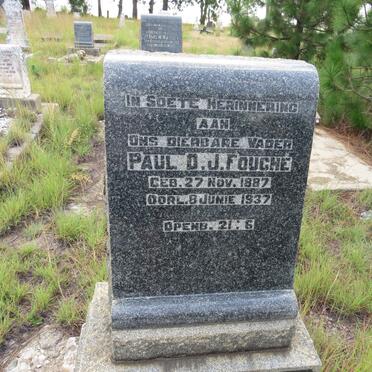 IN SOETE HERINNERING
AAN
ONS DIERBARE VADER
PAUL D.J. FOUCHÉ
GEB. 27 NOV. 1887
OORL. 8 JUNIE 1937
OPENB. 21:6